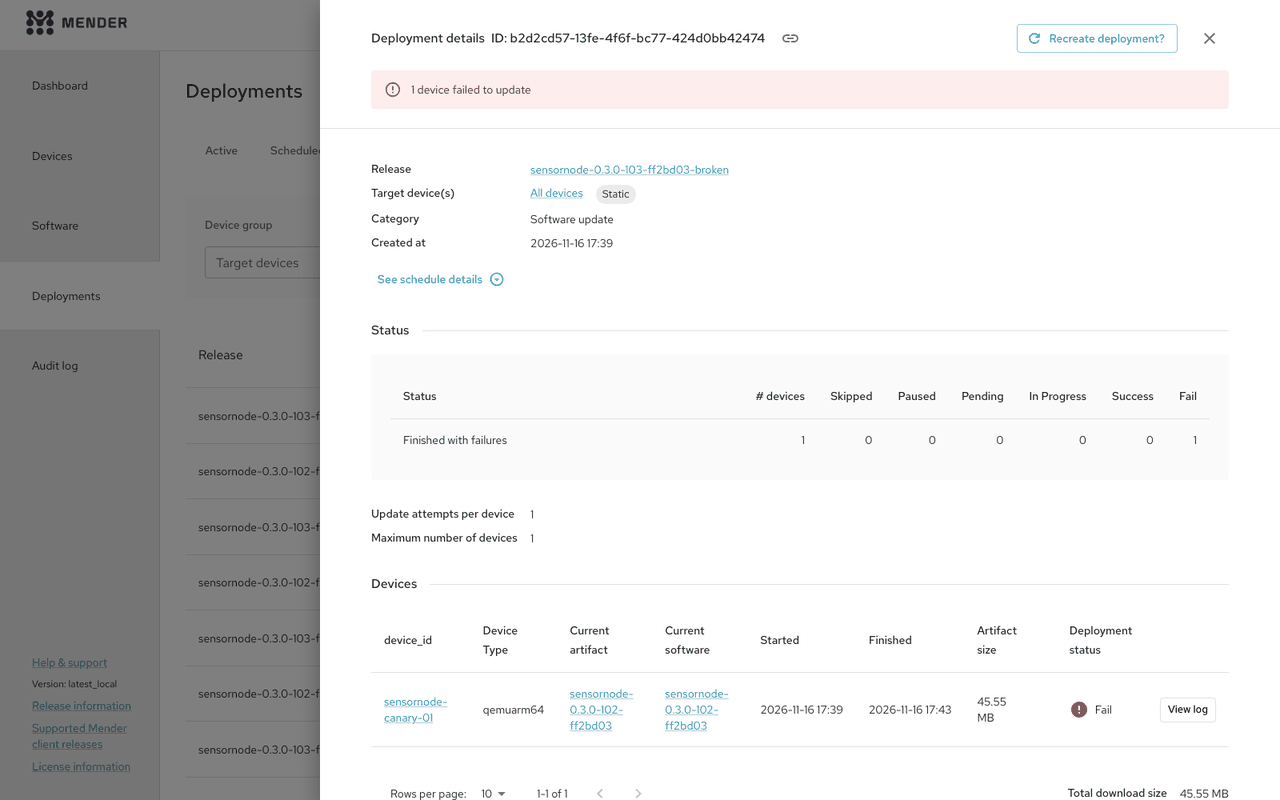 MENDER
Dashboard
Devices
Software
Deployments
Audit log
Help & support
Version: latest_local
Release information
Supported Mender
client releases
License information
Deployments
Active Schedule
Device group
Target devices
Release
sensornode-0.3.0-103-f
sensornode-0.3.0-102-f
sensornode-0.3.0-103-f
sensornode-0.3.0-102-f
sensornode-0.3.0-103-f
sensornode-0.3.0-102-f
sensornode-0.3.0-103-f
Deployment details ID: b2d2cd57-13fe-4f6f-bc77-424d0bb42474
Recreate deployment?
1 device failed to update
Release sensornode-0.3.0-103-ff2bd03-broken
Target device(s) All devices Static
Category Software update
Created at 2026-11-16 17:39
See schedule details
Status
Status # devices Skipped Paused Pending In Progress Success Fail
Finished with failures 1 0 0 0 0 0 1
Update attempts per device 1
Maximum number of devices 1
Devices
device_id Device Type Current artifact Current software Started Finished Artifact size Deployment status
sensornode-canary-01 qemuarm64 sensornode-0.3.0-102-ff2bd03 sensornode-0.3.0-102-ff2bd03 2026-11-16 17:39 2026-11-16 17:43 45.55 MB Fail View log
Rows per page: 10 1-1 of 1 Total download size 45.55 MB